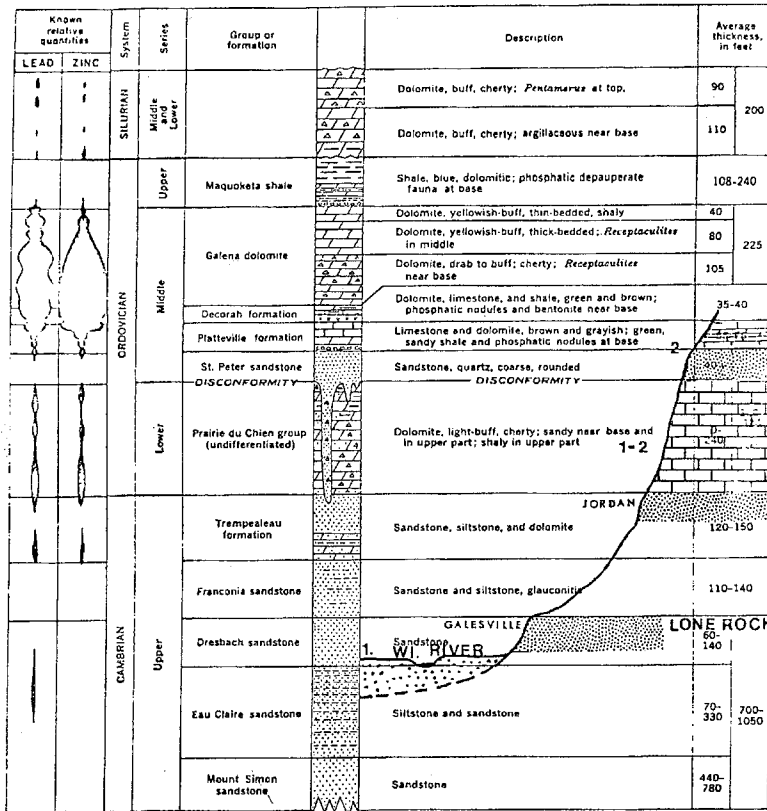 Known
relative
quantities
LEAD
ZINC
System
Series
Group or
formation
Description
Average
thickness,
in feet
SILURIAN
Middle
and
Lower
Dolomite, buff, cherty; Pentamerus at top.
90
200
Dolomite, buff, cherty; argillaceous near base
110
ORDOVICIAN
Upper
Maquoketa shale
Shale, blue, dolomitic; phosphatic depauperate
fauna at base
108-240
Middle
Galena dolomite
Dolomite, yellowish-buff, thin-bedded, shaly
40
225
Dolomite, yellowish-buff, thick-bedded; Receptaculites
in middle
80
Dolomite, drab to buff; cherty; Receptaculites
near base
105
Decorah formation
Dolomite, limestone, and shale, green and brown;
phosphatic nodules and bentonite near base
35-40
Platteville formation
Limestone and dolomite, brown and grayish; green,
sandy shale and phosphatic nodules at base
2
St. Peter sandstone
Sandstone, quartz, coarse, rounded
DISCONFORMITY
DISCONFORMITY
Lower
Prairie du Chien group
(undifferentiated)
Dolomite, light-buff, cherty; sandy near base and
in upper part; shaly in upper part
1-2
0-
240
CAMBRIAN
Upper
JORDAN
Trempealeau
formation
Sandstone, siltstone, and dolomite
120-150
Franconia sandstone
Sandstone and siltstone, glauconitic
110-140
GALESVILLE
LONE ROCK
Dresbach sandstone
Sandstone
60-
140
1. WI. RIVER
Eau Claire sandstone
Siltstone and sandstone
70-
330
700-
1050
Mount Simon
sandstone
Sandstone
440-
780